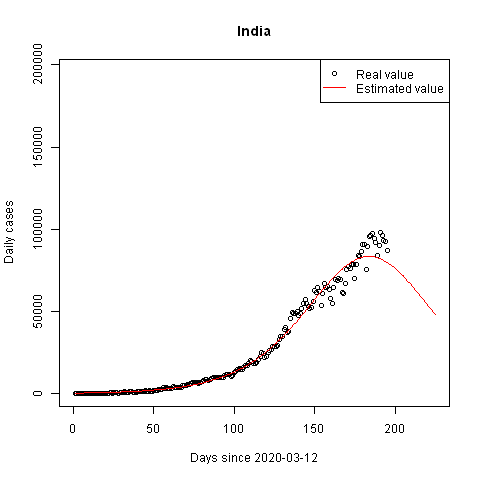 India
Real value
Estimated value
200000
150000
100000
50000
0
Daily cases
0 50 100 150 200
Days since 2020-03-12